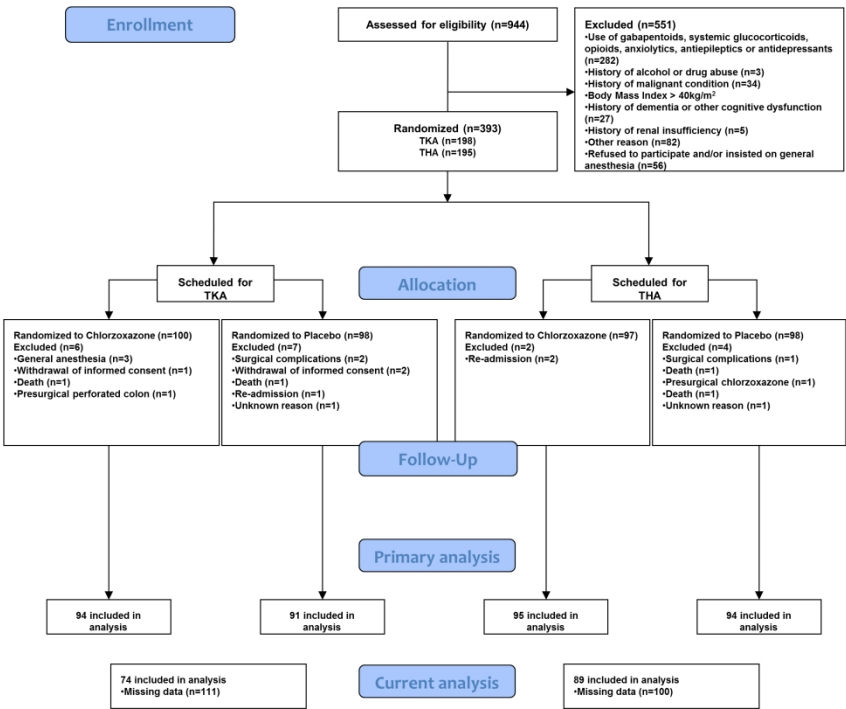 Enrollment
Assessed for eligibility (n=944)
Excluded (n=551)
•Use of gabapentoids, systemic glucocorticoids,
opioids, anxiolytics, antiepileptics or antidepressants
(n=282)
•History of alcohol or drug abuse (n=3)
•History of malignant condition (n=34)
•Body Mass Index > 40kg/m²
•History of dementia or other cognitive dysfunction
(n=27)
•History of renal insufficiency (n=5)
•Other reason (n=82)
•Refused to participate and/or insisted on general
anesthesia (n=56)
Randomized (n=393)
TKA (n=198)
THA (n=195)
Scheduled for
TKA
Allocation
Scheduled for
THA
Randomized to Chlorzoxazone (n=100)
Excluded (n=6)
•General anesthesia (n=3)
•Withdrawal of informed consent (n=1)
•Death (n=1)
•Presurgical perforated colon (n=1)
Randomized to Placebo (n=98)
Excluded (n=7)
•Surgical complications (n=2)
•Withdrawal of informed consent (n=2)
•Death (n=1)
•Re-admission (n=1)
•Unknown reason (n=1)
Randomized to Chlorzoxazone (n=97)
Excluded (n=2)
•Re-admission (n=2)
Randomized to Placebo (n=98)
Excluded (n=4)
•Surgical complications (n=1)
•Death (n=1)
•Presurgical chlorzoxazone (n=1)
•Death (n=1)
•Unknown reason (n=1)
Follow-Up
Primary analysis
94 included in
analysis
91 included in
analysis
95 included in
analysis
94 included in
analysis
74 included in analysis
•Missing data (n=111)
Current analysis
89 included in analysis
•Missing data (n=100)